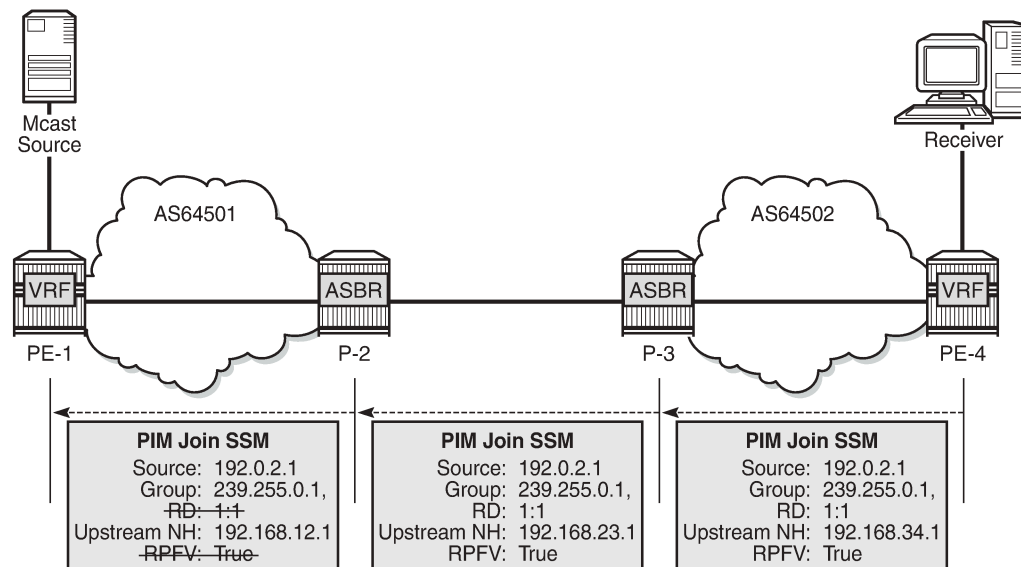 Mcast
Source
Receiver
AS64501
AS64502
VRF
ASBR
ASBR
VRF
PE-1
P-2
P-3
PE-4
PIM Join SSM
Source: 192.0.2.1
Group: 239.255.0.1,
RD: 1:1
Upstream NH: 192.168.12.1
RPFV: True
PIM Join SSM
Source: 192.0.2.1
Group: 239.255.0.1,
RD: 1:1
Upstream NH: 192.168.23.1
RPFV: True
PIM Join SSM
Source: 192.0.2.1
Group: 239.255.0.1,
RD: 1:1
Upstream NH: 192.168.34.1
RPFV: True